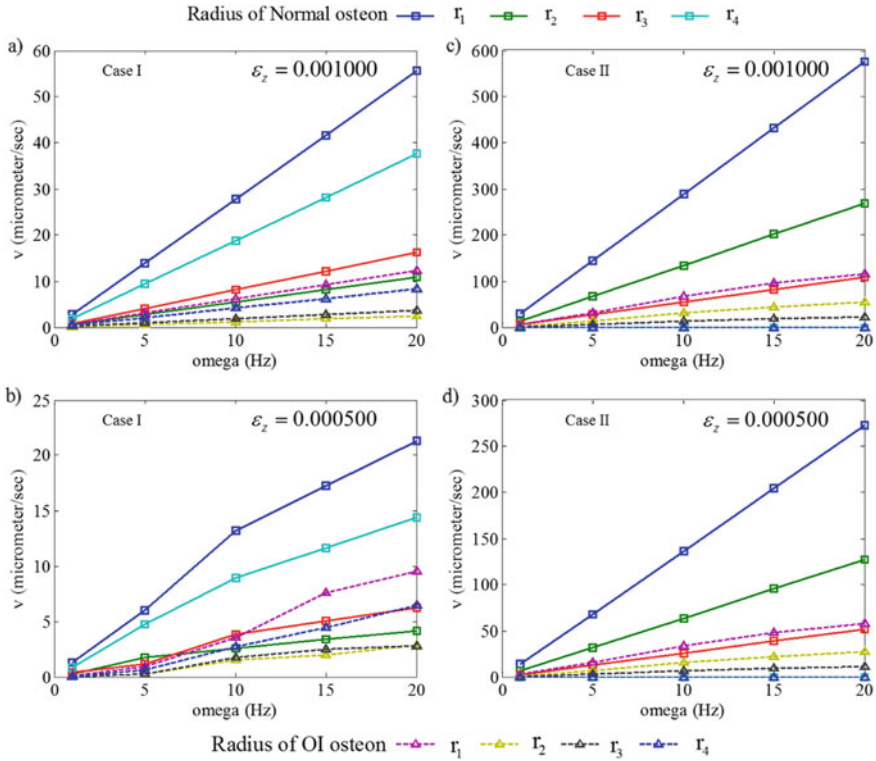 Radius of Normal osteon r₁ r₂ r₃ r₄
a)
Case I
ε_z = 0.001000
60
50
40
30
20
10
0
v (micrometer/sec)
0 5 10 15 20
omega (Hz)
c)
Case II
ε_z = 0.001000
600
500
400
300
200
100
0
v (micrometer/sec)
0 5 10 15 20
omega (Hz)
b)
Case I
ε_z = 0.000500
25
20
15
10
5
0
v (micrometer/sec)
0 5 10 15 20
omega (Hz)
d)
Case II
ε_z = 0.000500
300
250
200
150
100
50
0
v (micrometer/sec)
0 5 10 15 20
omega (Hz)
Radius of OI osteon r₁ r₂ r₃ r₄